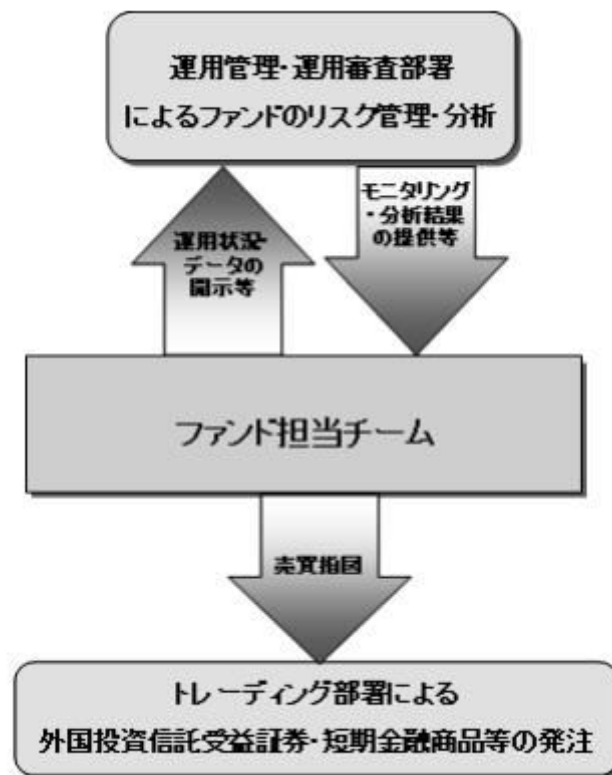 運用管理・運用審査部署
によるファンドのリスク管理・分析
運用状況・
データの
開示等
モニタリング
・分析結果
の提供等
ファンド担当チーム
売買指図
トレーディング部署による
外国投資信託受益証券・短期金融商品等の発注